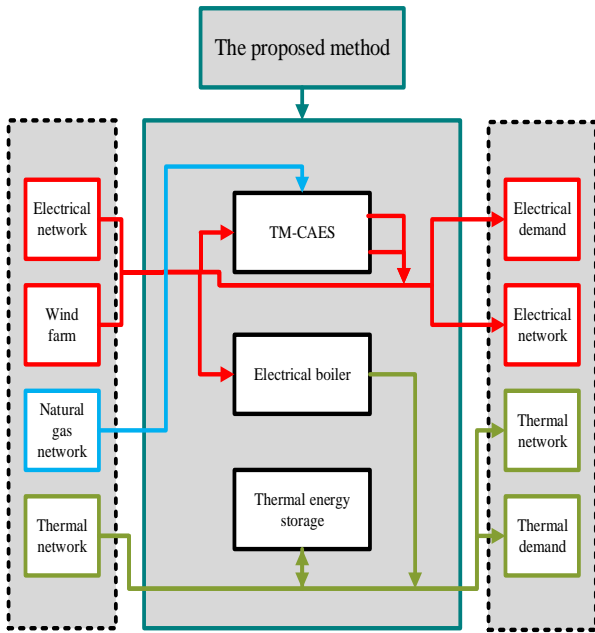 The proposed method
Electrical
network
Wind
farm
Natural
gas
network
Thermal
network
TM-CAES
Electrical boiler
Thermal energy
storage
Electrical
demand
Electrical
network
Thermal
network
Thermal
demand